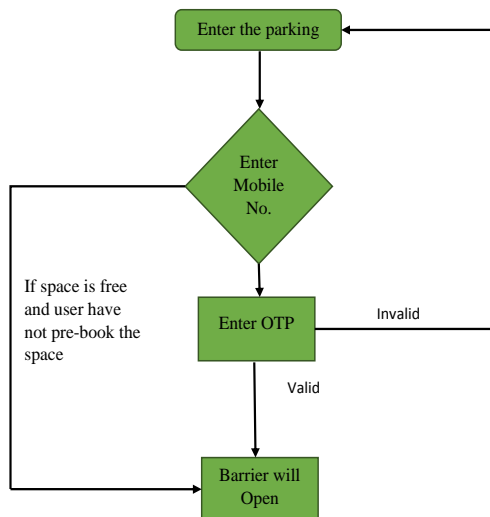 Enter the parking
Enter
Mobile
No.
If space is free
and user have
not pre-book the
space
Enter OTP
Invalid
Valid
Barrier will
Open